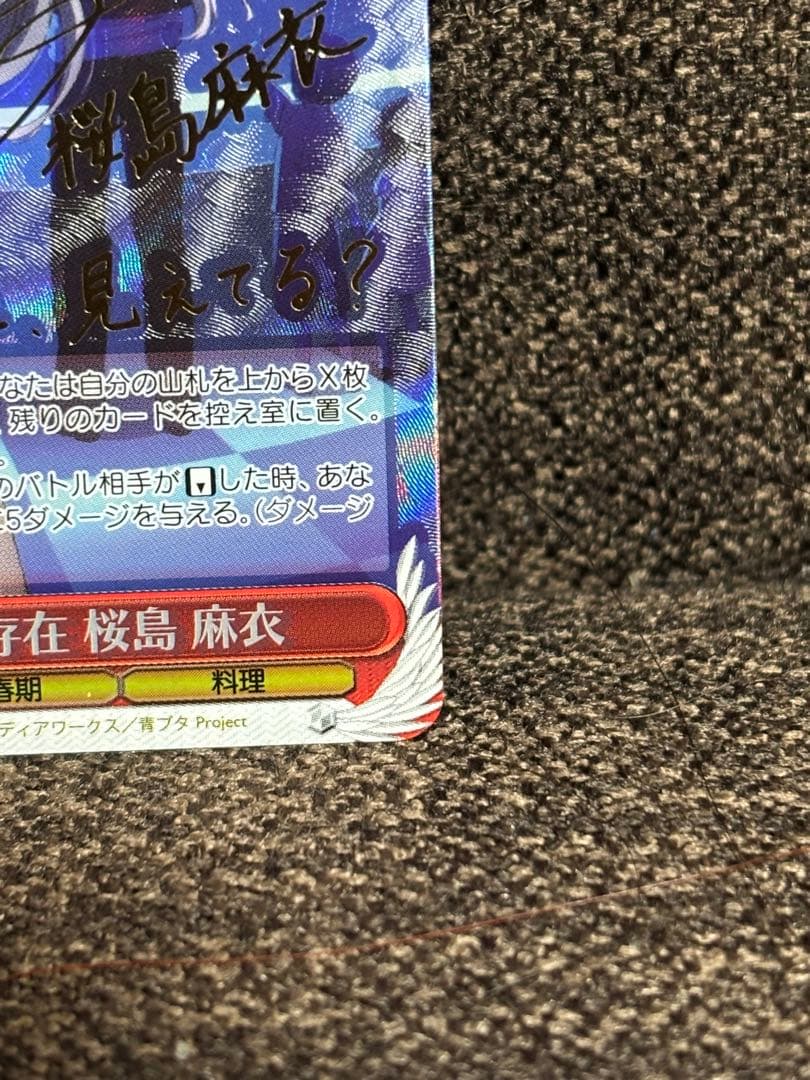 桜島麻衣
見えてる?
なたは自分の山札を上からX枚
残りのカードを控え室に置く。
のバトル相手が
した時、あな
5ダメージを与える。(ダメージ
存在 桜島 麻衣
春期
料理
ディアワークス／青ブタ Project